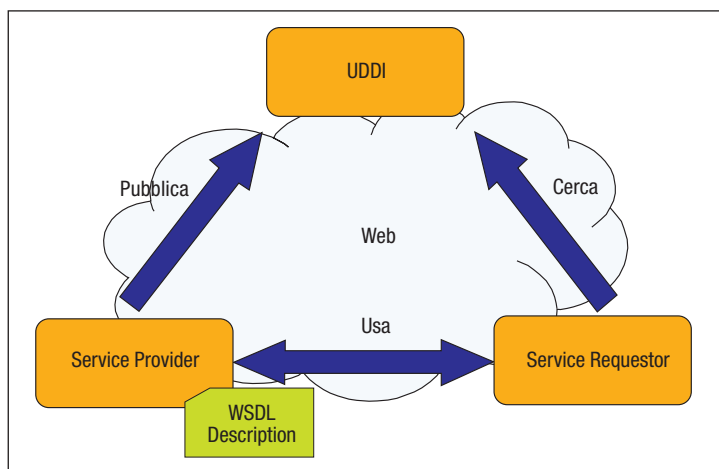 UDDI
Pubblica
Cerca
Web
Usa
Service Provider
Service Requestor
WSDL
Description